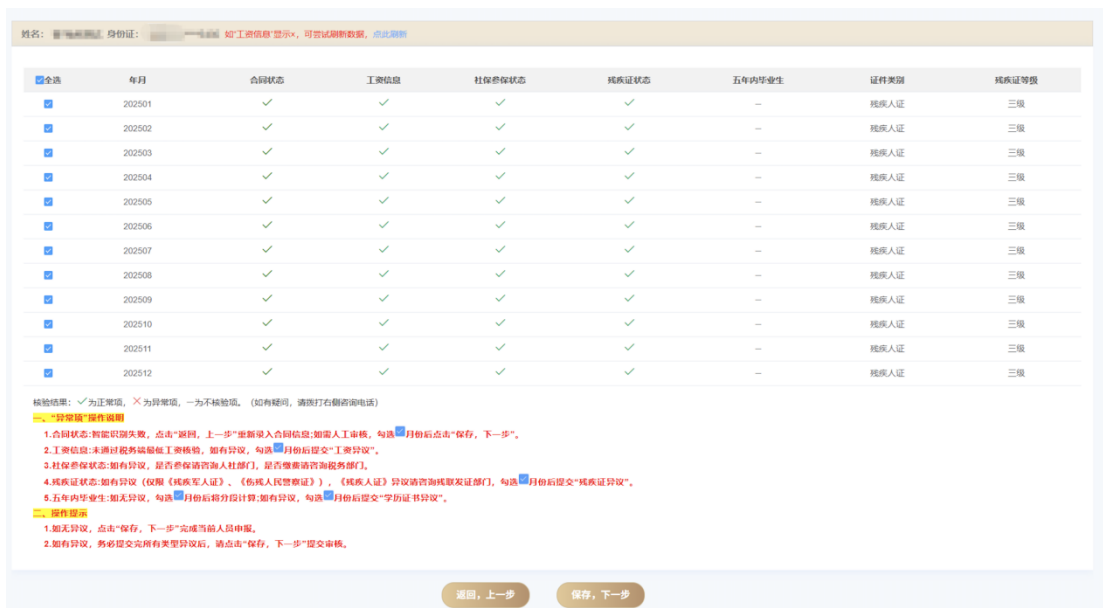 姓名： 身份证： 如“工资信息”显示×，可尝试刷新数据，点此刷新
全选 年月 合同状态 工资信息 社保参保状态 残疾证状态 五年内毕业生 证件类别 残疾证等级
202501 ✓ ✓ ✓ ✓ — 残疾人证 三级
202502 ✓ ✓ ✓ ✓ — 残疾人证 三级
202503 ✓ ✓ ✓ ✓ — 残疾人证 三级
202504 ✓ ✓ ✓ ✓ — 残疾人证 三级
202505 ✓ ✓ ✓ ✓ — 残疾人证 三级
202506 ✓ ✓ ✓ ✓ — 残疾人证 三级
202507 ✓ ✓ ✓ ✓ — 残疾人证 三级
202508 ✓ ✓ ✓ ✓ — 残疾人证 三级
202509 ✓ ✓ ✓ ✓ — 残疾人证 三级
202510 ✓ ✓ ✓ ✓ — 残疾人证 三级
202511 ✓ ✓ ✓ ✓ — 残疾人证 三级
202512 ✓ ✓ ✓ ✓ — 残疾人证 三级
核验结果：✓为正常项，×为异常项，一为不核验项。（如有疑问，请拨打右侧咨询电话）
一、“异常项”操作说明
1.合同状态:智能识别失败，点击“返回，上一步”重新录入合同信息;如需人工审核，勾选月份后点击“保存，下一步”。
2.工资信息:未通过税务端最低工资核验，如有异议，勾选月份后提交“工资异议”。
3.社保参保状态:如有异议，是否参保请咨询人社部门，是否缴费请咨询税务部门。
4.残疾证状态:如有异议（仅限《残疾军人证》、《伤残人民警察证》），《残疾人证》异议请咨询残联发证部门，勾选月份后提交“残疾证异议”。
5.五年内毕业生:如无异议，勾选月份后将分段计算;如有异议，勾选月份后提交“学历证书异议”。
二、操作提示
1.如无异议，点击“保存，下一步”完成当前人员申报。
2.如有异议，务必提交完所有类型异议后，请点击“保存，下一步”提交审核。
返回，上一步 保存，下一步